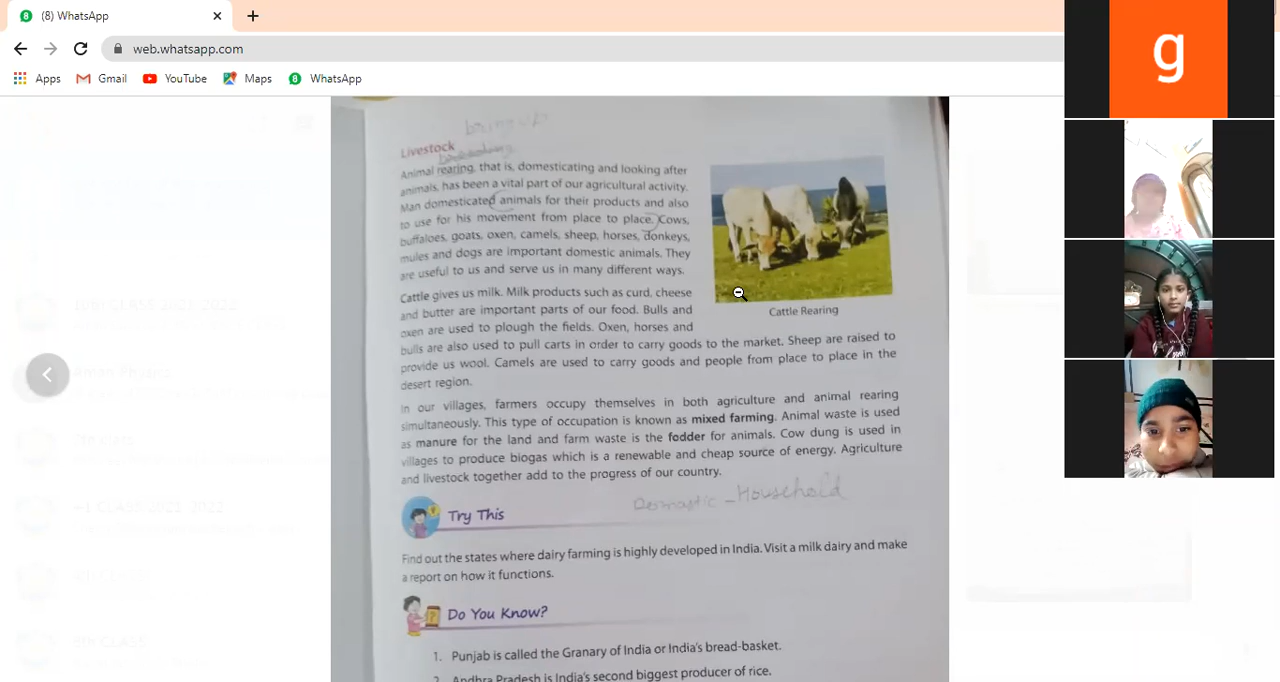 (8) WhatsApp
web.whatsapp.com
Apps Gmail YouTube Maps WhatsApp
g
Livestock
Animal rearing, that is, domesticating and looking after
animals, has been a vital part of our agricultural activity.
Man domesticated animals for their products and also
to use for his movement from place to place. Cows,
buffaloes, goats, oxen, camels, sheep, horses, donkeys,
mules and dogs are important domestic animals. They
are useful to us and serve us in many different ways.
Cattle gives us milk. Milk products such as curd, cheese
and butter are important parts of our food. Bulls and
oxen are used to plough the fields. Oxen, horses and
bulls are also used to pull carts in order to carry goods to the market. Sheep are raised to
provide us wool. Camels are used to carry goods and people from place to place in the
desert region.
Cattle Rearing
In our villages, farmers occupy themselves in both agriculture and animal rearing
simultaneously. This type of occupation is known as mixed farming. Animal waste is used
as manure for the land and farm waste is the fodder for animals. Cow dung is used in
villages to produce biogas which is a renewable and cheap source of energy. Agriculture
and livestock together add to the progress of our country.
- Household
Try This
Find out the states where dairy farming is highly developed in India. Visit a milk dairy and make
a report on how it functions.
Do You Know?
1. Punjab is called the Granary of India or India's bread-basket.
2. Andhra Pradesh is India's second biggest producer of rice.